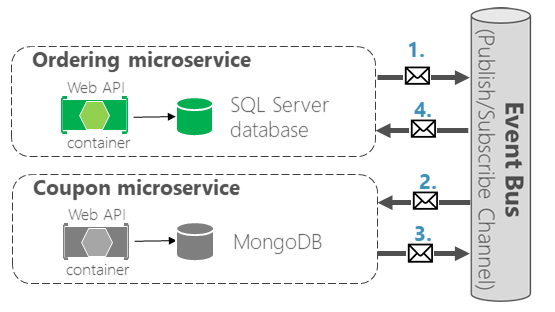 Ordering microservice
Web API
container
SQL Server
database
1.
4.
Coupon microservice
Web API
container
MongoDB
2.
3.
Event Bus
(Publish/Subscribe Channel)